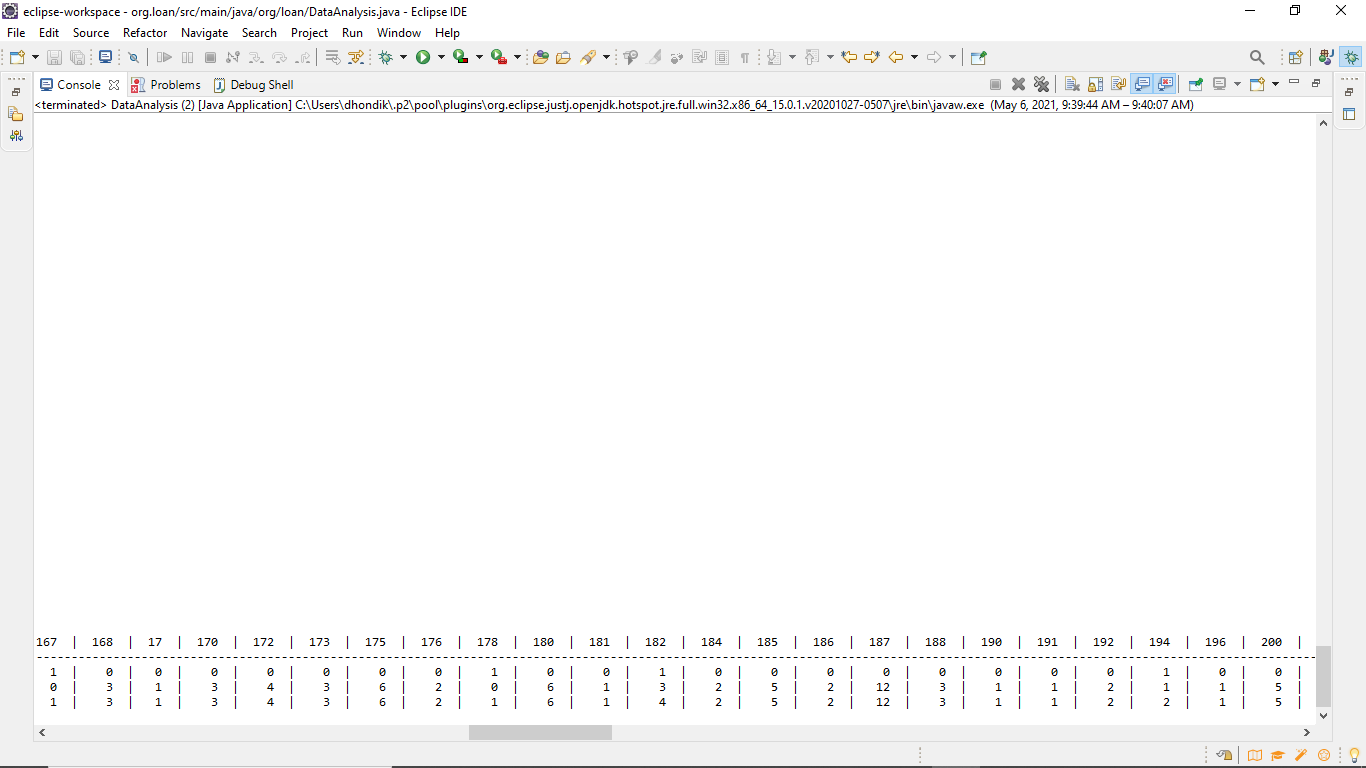 eclipse-workspace - org.loan/src/main/java/org/loan/DataAnalysis.java - Eclipse IDE
File Edit Source Refactor Navigate Search Project Run Window Help
Console Problems Debug Shell
<terminated> DataAnalysis (2) [Java Application] C:\Users\dhondik\.p2\pool\plugins\org.eclipse.justj.openjdk.hotspot.jre.full.win32.x86_64_15.0.1.v20201027-0507\jre\bin\javaw.exe (May 6, 2021, 9:39:44 AM – 9:40:07 AM)
167 | 168 | 17 | 170 | 172 | 173 | 175 | 176 | 178 | 180 | 181 | 182 | 184 | 185 | 186 | 187 | 188 | 190 | 191 | 192 | 194 | 196 | 200 |
1 | 0 | 0 | 0 | 0 | 0 | 0 | 0 | 1 | 0 | 0 | 1 | 0 | 0 | 0 | 0 | 0 | 0 | 0 | 0 | 1 | 0 | 0 |
0 | 3 | 1 | 3 | 4 | 3 | 6 | 2 | 0 | 6 | 1 | 3 | 2 | 5 | 2 | 12 | 3 | 1 | 1 | 2 | 1 | 1 | 5 |
1 | 3 | 1 | 3 | 4 | 3 | 6 | 2 | 1 | 6 | 1 | 4 | 2 | 5 | 2 | 12 | 3 | 1 | 1 | 2 | 2 | 1 | 5 |